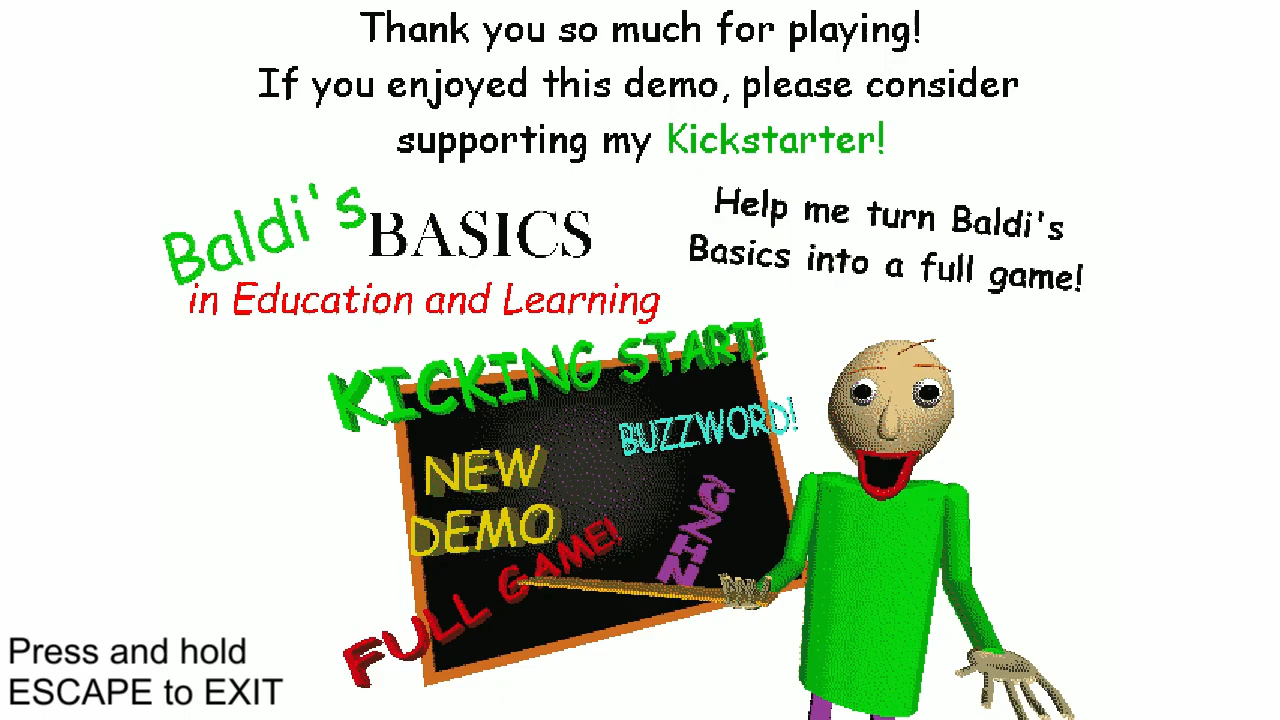 Thank you so much for playing!
If you enjoyed this demo, please consider
supporting my Kickstarter!
Baldi's BASICS
in Education and Learning
Help me turn Baldi's
Basics into a full game!
KICKING START!
BUZZWORD!
NEW
DEMO
ZING!
FULL GAME!
Press and hold
ESCAPE to EXIT